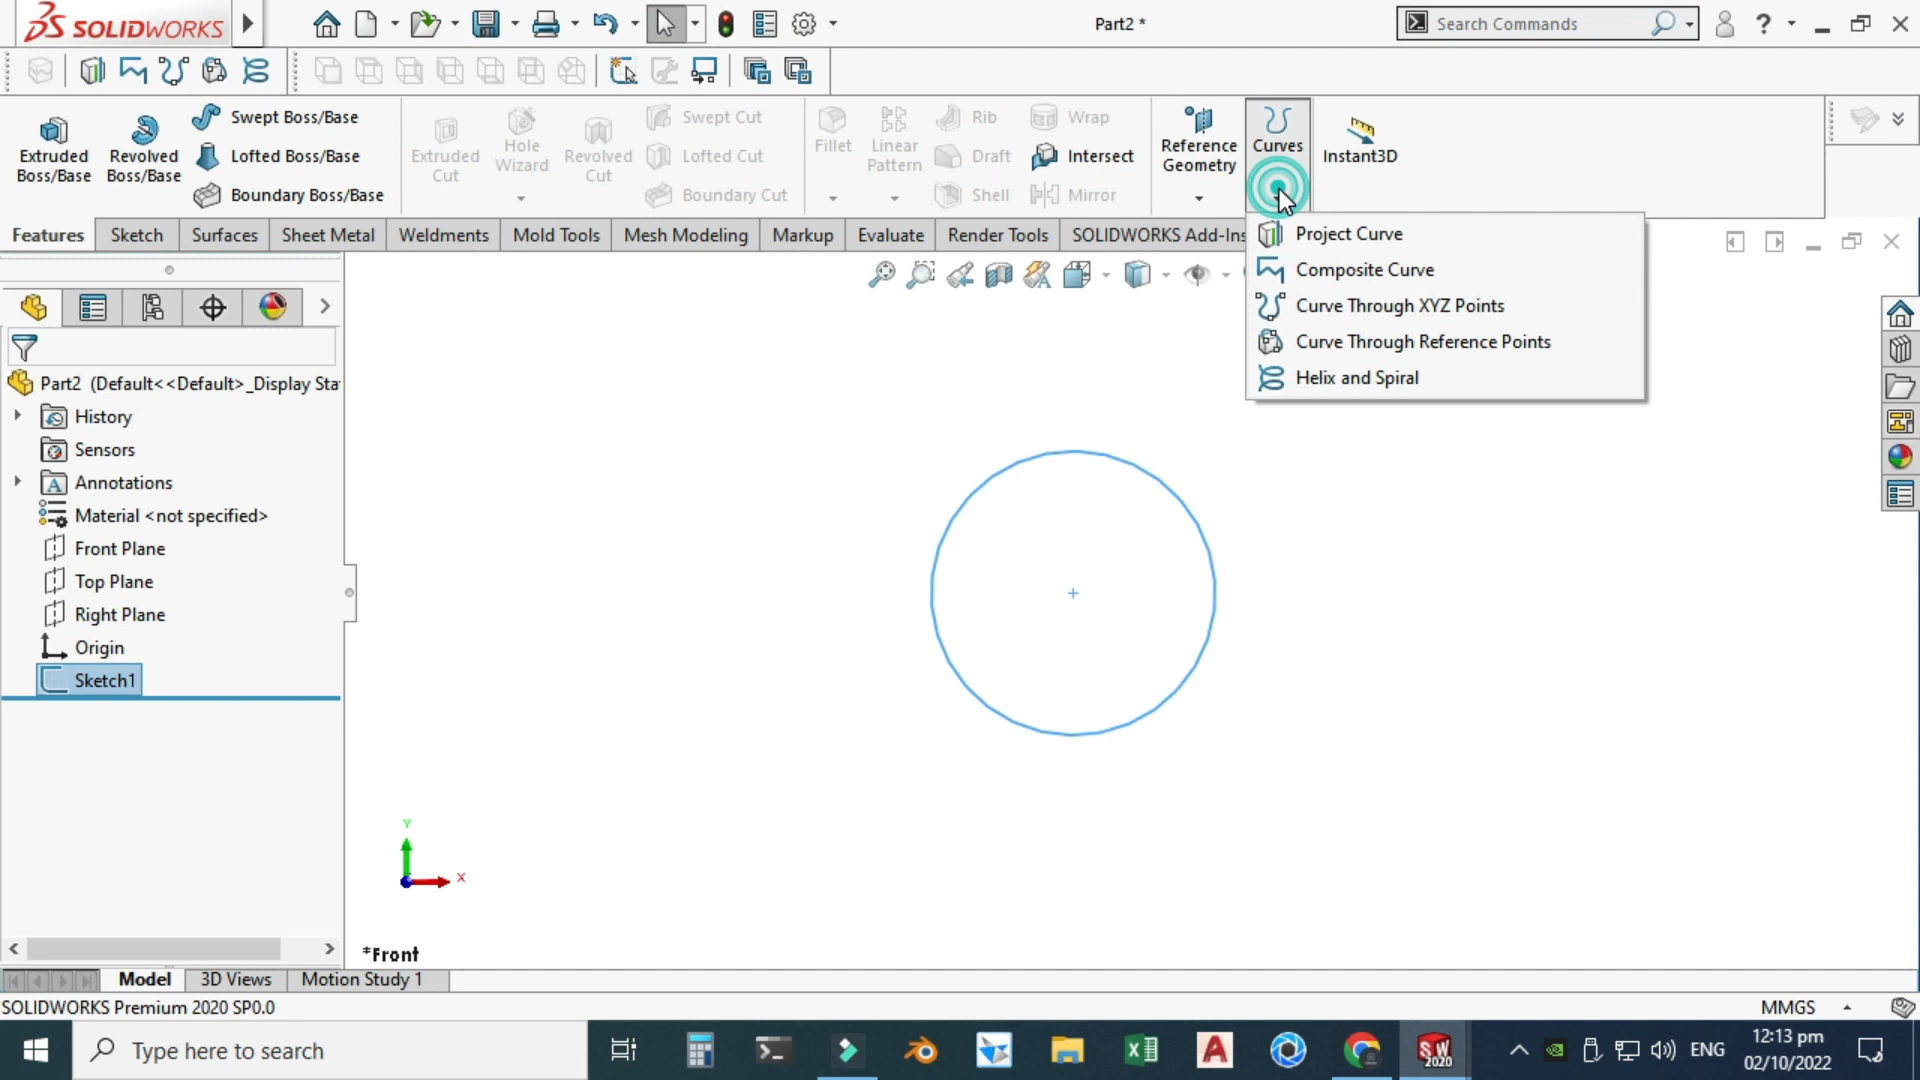 SOLIDWORKS
Part2 *
Search Commands
Extruded Boss/Base
Revolved Boss/Base
Swept Boss/Base
Lofted Boss/Base
Boundary Boss/Base
Extruded Cut
Hole Wizard
Revolved Cut
Swept Cut
Lofted Cut
Boundary Cut
Fillet
Linear Pattern
Rib
Draft
Shell
Wrap
Intersect
Mirror
Reference Geometry
Curves
Instant3D
Project Curve
Composite Curve
Curve Through XYZ Points
Curve Through Reference Points
Helix and Spiral
Features
Sketch
Surfaces
Sheet Metal
Weldments
Mold Tools
Mesh Modeling
Markup
Evaluate
Render Tools
SOLIDWORKS Add-Ins
Part2 (Default<<Default>_Display Sta
History
Sensors
Annotations
Material <not specified>
Front Plane
Top Plane
Right Plane
Origin
Sketch1
Y
X
*Front
Model
3D Views
Motion Study 1
SOLIDWORKS Premium 2020 SP0.0
MMGS
Type here to search
SW
2020
ENG
12:13 pm
02/10/2022